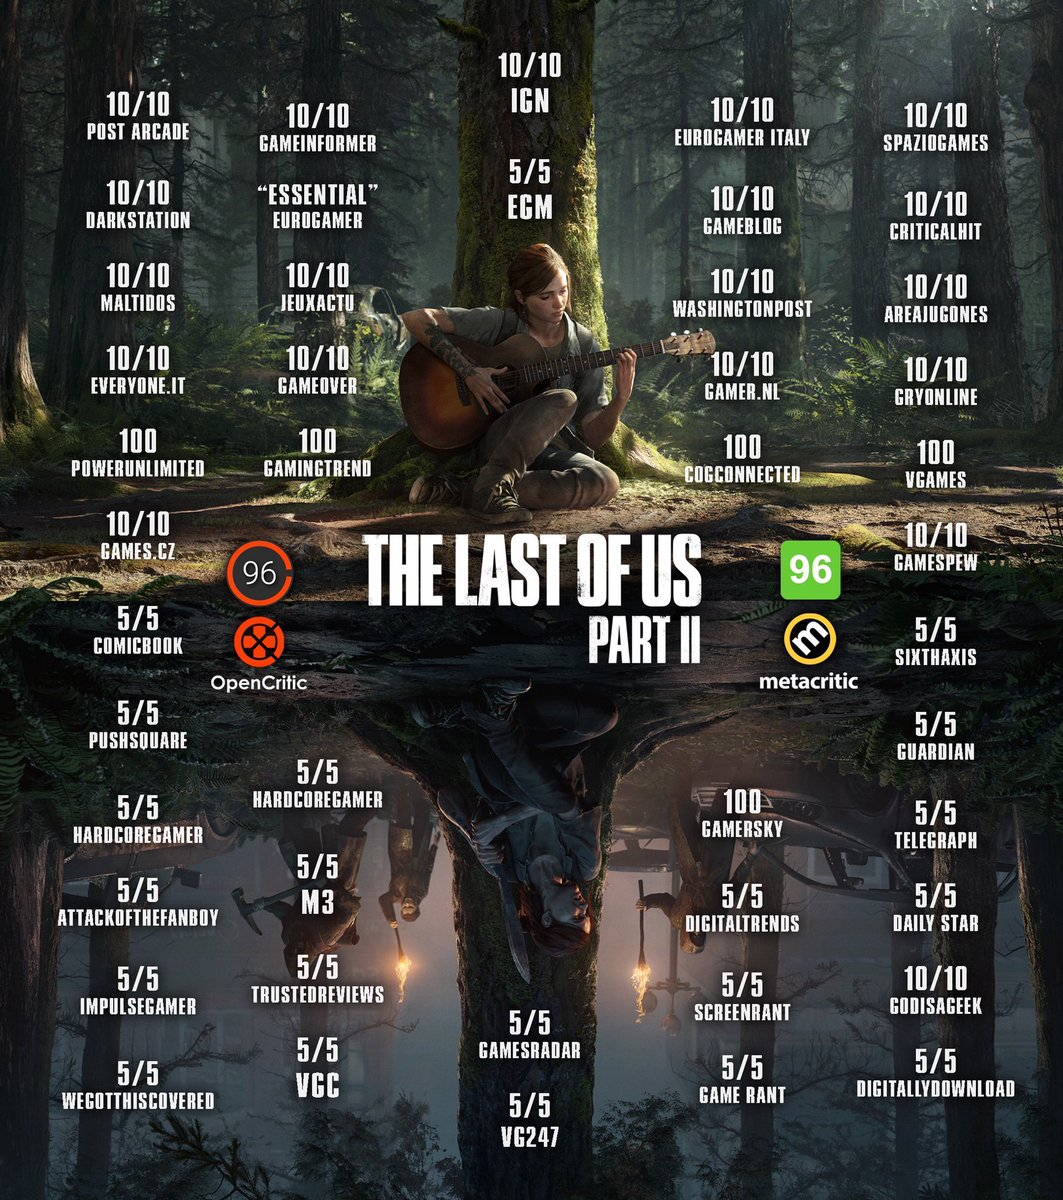 10/10
IGN
5/5
EGM
10/10
POST ARCADE
10/10
DARKSTATION
10/10
MALTIDOS
10/10
EVERYONE.IT
100
POWERUNLIMITED
10/10
GAMES.CZ
10/10
GAMEINFORMER
“ESSENTIAL”
EUROGAMER
10/10
JEUXACTU
10/10
GAMEOVER
100
GAMINGTREND
10/10
EUROGAMER ITALY
10/10
GAMEBLOG
10/10
WASHINGTONPOST
10/10
GAMER.NL
100
COGCONNECTED
10/10
SPAZIOGAMES
10/10
CRITICALHIT
10/10
AREAJUGONES
10/10
GRYONLINE
100
VGAMES
10/10
GAMESPEW
96
OpenCritic
THE LAST OF US
PART II
96
m
metacritic
5/5
COMICBOOK
5/5
PUSHSQUARE
5/5
HARDCOREGAMER
5/5
ATTACKOFTHEFANBOY
5/5
IMPULSEGAMER
5/5
WEGOTTHISCOVERED
5/5
HARDCOREGAMER
5/5
M3
5/5
TRUSTEDREVIEWS
5/5
VGC
5/5
GAMESRADAR
5/5
VG247
100
GAMERSKY
5/5
DIGITALTRENDS
5/5
SCREENRANT
5/5
GAME RANT
5/5
SIXTHAXIS
5/5
GUARDIAN
5/5
TELEGRAPH
5/5
DAILY STAR
10/10
GODISAGEEK
5/5
DIGITALLYDOWNLOAD